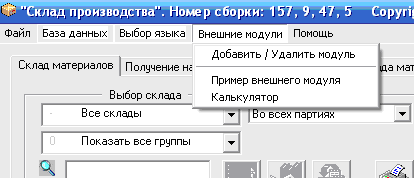 "Склад производства". Номер сборки: 157, 9, 47, 5 Copyri
Файл База данных Выбор языка Внешние модули Помощь
Добавить / Удалить модуль
Склад материалов Получение на
Пример внешнего модуля
Выбор склада
Калькулятор
- Все склады Во всех партиях
0 Показать все группы